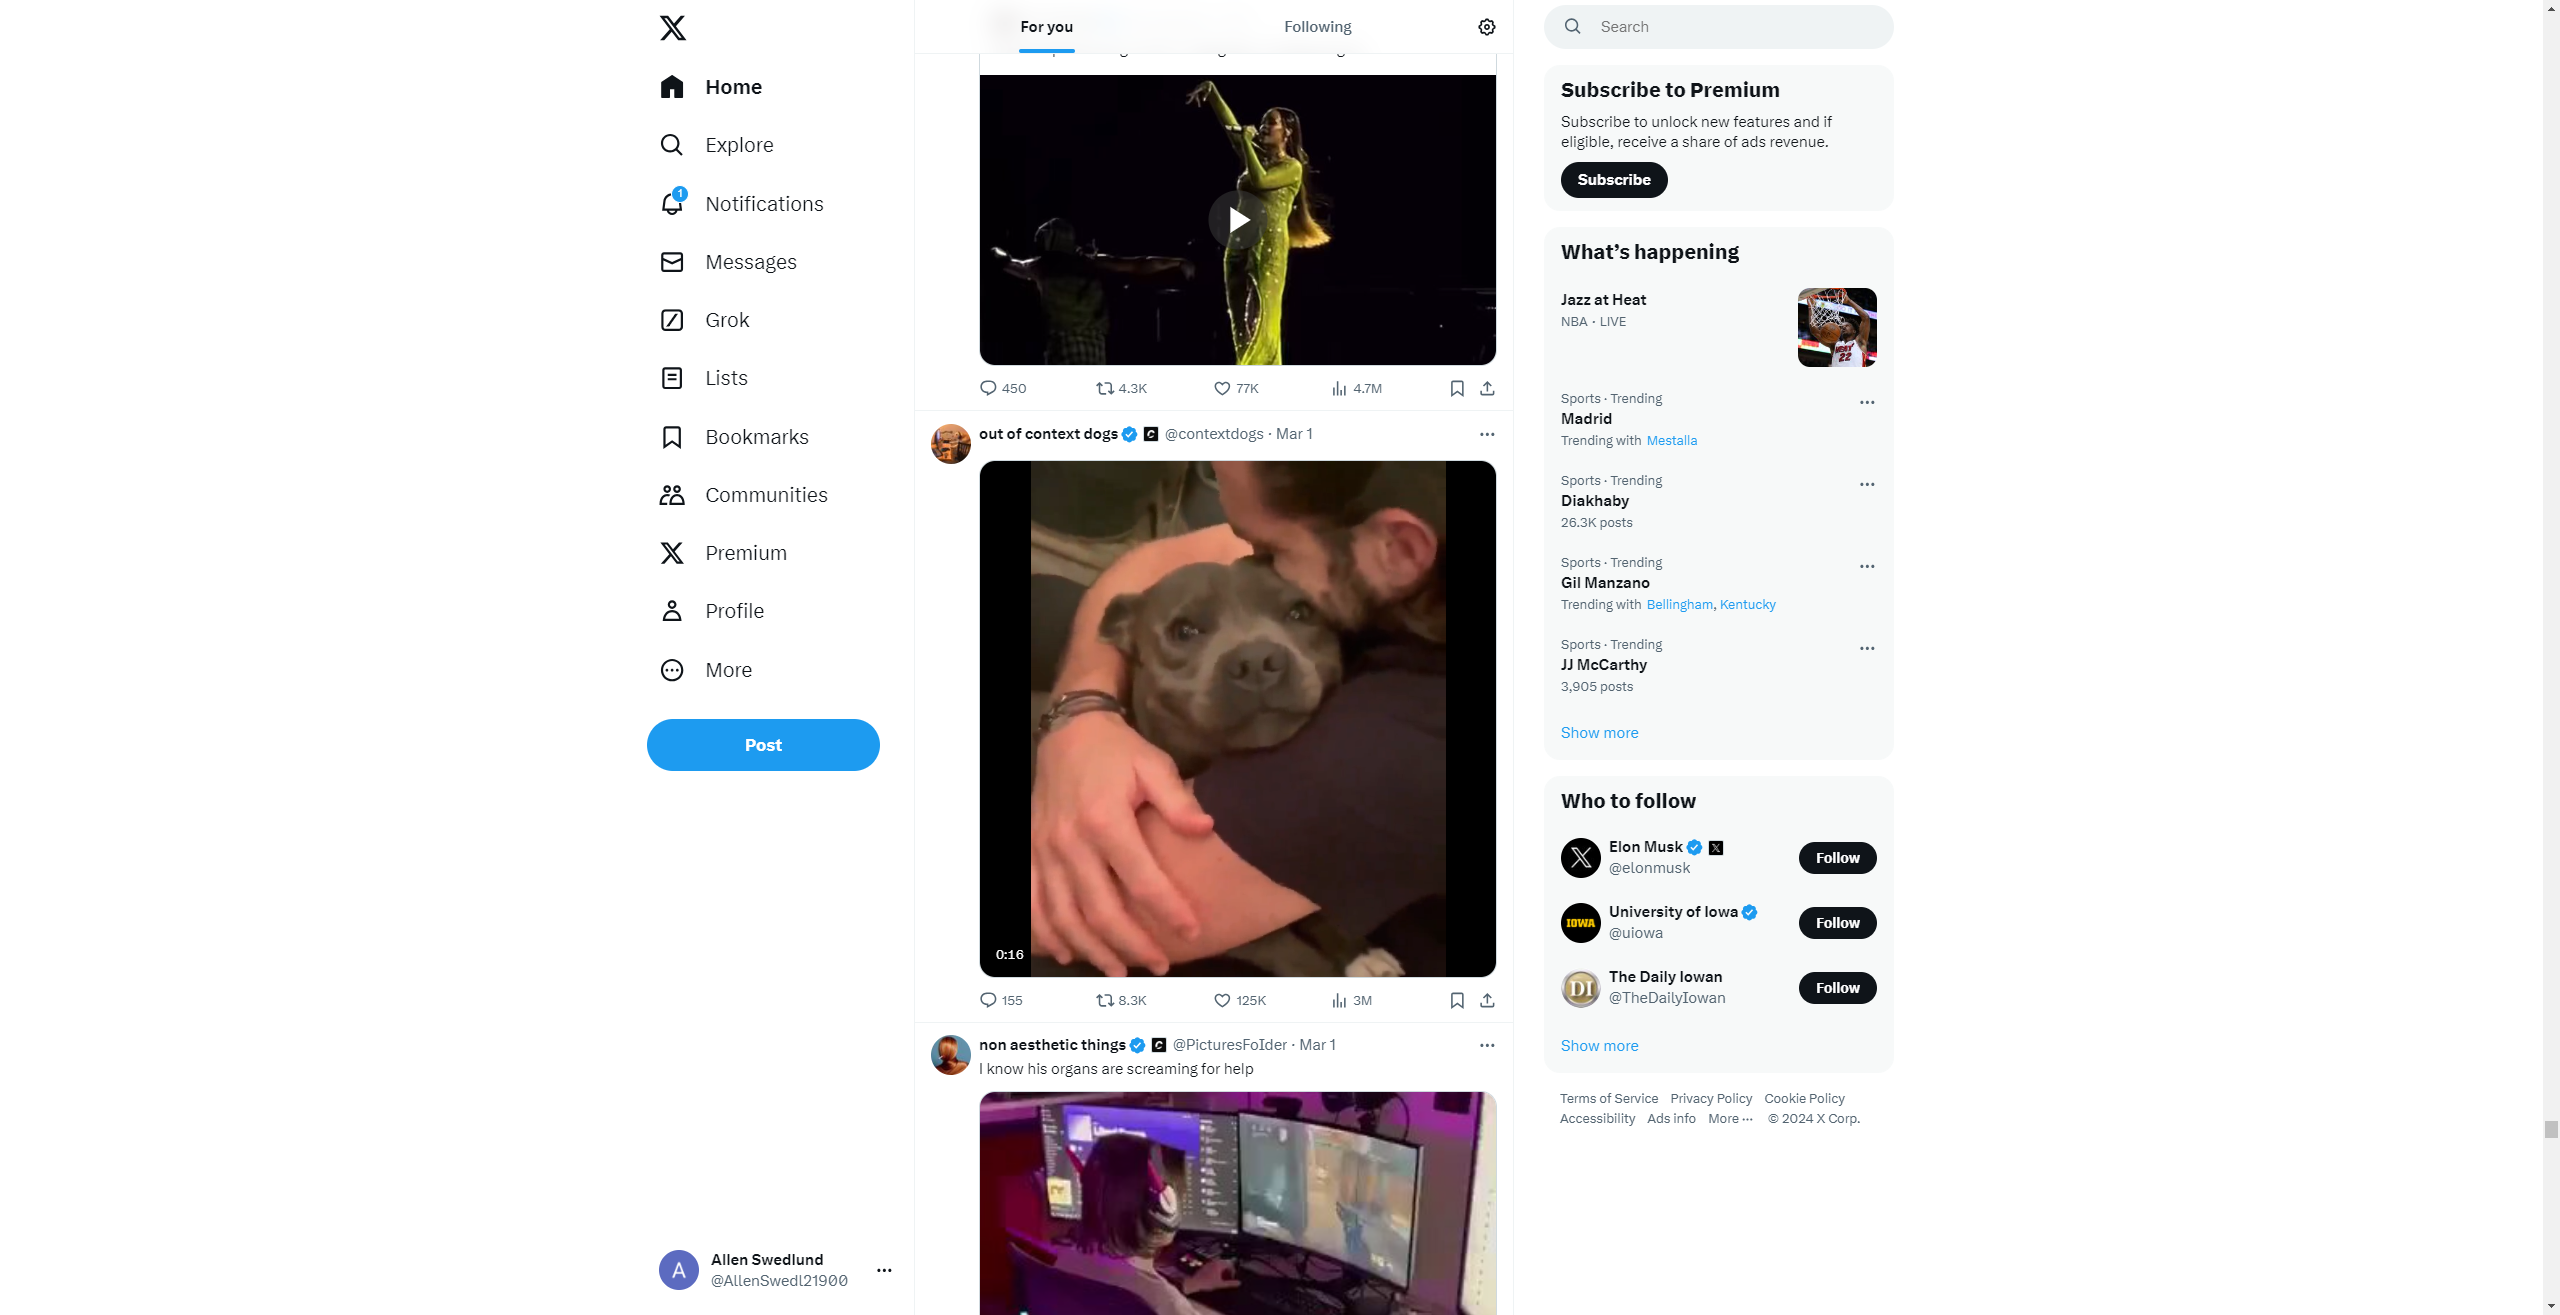 Home
Explore
1
Notifications
Messages
Grok
Lists
Bookmarks
Communities
Premium
Profile
More
Post
A
Allen Swedlund
@AllenSwedl21900
For you
Following
450
4.3K
77K
4.7M
out of context dogs
@contextdogs · Mar 1
0:16
155
8.3K
125K
3M
non aesthetic things
@PicturesFoIder · Mar 1
I know his organs are screaming for help
Search
Subscribe to Premium
Subscribe to unlock new features and if
eligible, receive a share of ads revenue.
Subscribe
What’s happening
Jazz at Heat
NBA · LIVE
HEAT
22
Sports · Trending
Madrid
Trending with Mestalla
Sports · Trending
Diakhaby
26.3K posts
Sports · Trending
Gil Manzano
Trending with Bellingham, Kentucky
Sports · Trending
JJ McCarthy
3,905 posts
Show more
Who to follow
Elon Musk
@elonmusk
Follow
IOWA
University of Iowa
@uiowa
Follow
DI
The Daily Iowan
@TheDailyIowan
Follow
Show more
Terms of Service Privacy Policy Cookie Policy
Accessibility Ads info More ··· © 2024 X Corp.